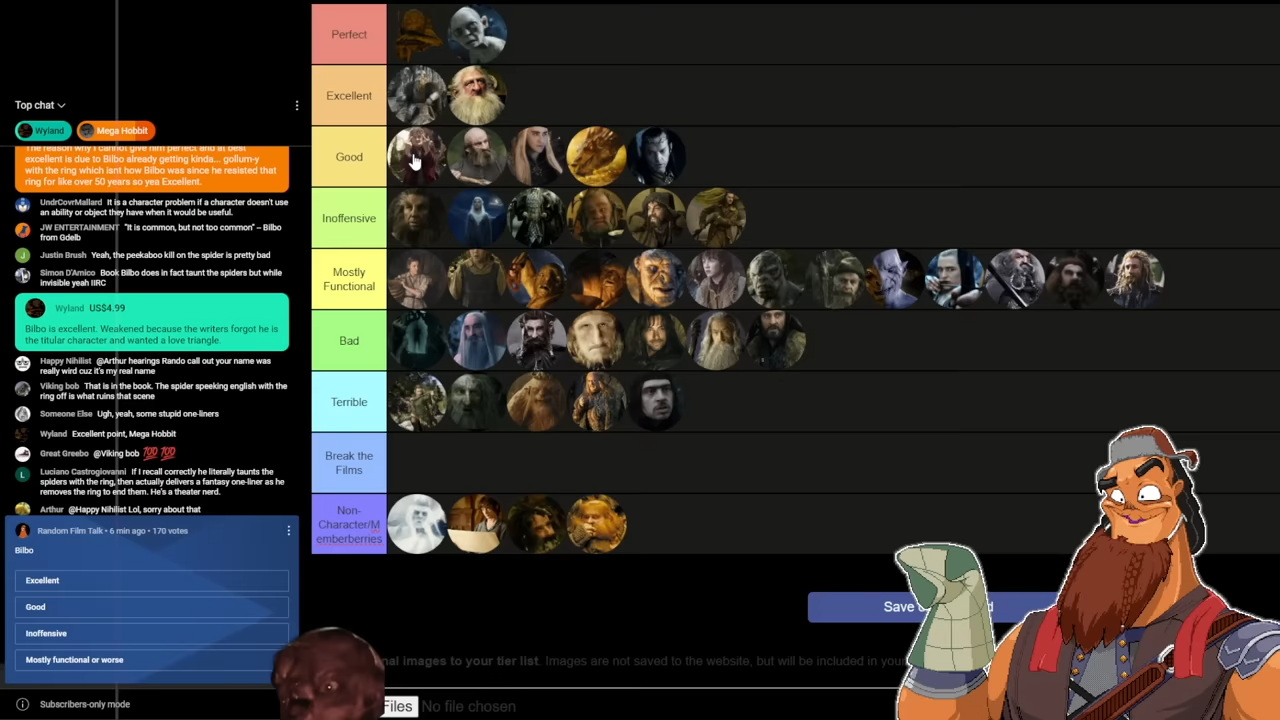 Top chat
Wyland
Mega Hobbit
The reason why I cannot give him perfect and at best
excellent is due to Bilbo already getting kinda... gollum-y
with the ring which isnt how Bilbo was since he resisted that
ring for like over 50 years so yea Excellent.
UndrCovrMallard It is a character problem if a character doesn't use
an ability or object they have when it would be useful.
JW ENTERTAINMENT "It is common, but not too common" – Bilbo
from Gdelb
Justin Brush Yeah, the peekaboo kill on the spider is pretty bad
Simon D'Amico Book Bilbo does in fact taunt the spiders but while
invisible yeah IIRC
Wyland US$4.99
Bilbo is excellent. Weakened because the writers forgot he is
the titular character and wanted a love triangle.
Happy Nihilist @Arthur hearings Rando call out your name was
really wird cuz it's my real name
Viking bob That is in the book. The spider speeking english with the
ring off is what ruins that scene
Someone Else Ugh, yeah, some stupid one-liners
Wyland Excellent point, Mega Hobbit
Great Greebo @Viking bob 💯 💯
Luciano Castrogiovanni If I recall correctly he literally taunts the
spiders with the ring, then actually delivers a fantasy one-liner as he
removes the ring to end them. He's a theater nerd.
Arthur @Happy Nihilist Lol, sorry about that
Random Film Talk • 6 min ago • 170 votes
Bilbo
Excellent
Good
Inoffensive
Mostly functional or worse
Subscribers-only mode
Perfect
Excellent
Good
Inoffensive
Mostly
Functional
Bad
Terrible
Break the
Films
Non-
Character/M
emberberries
Save
nal images to your tier list. Images are not saved to the website, but will be included in your
Files No file chosen